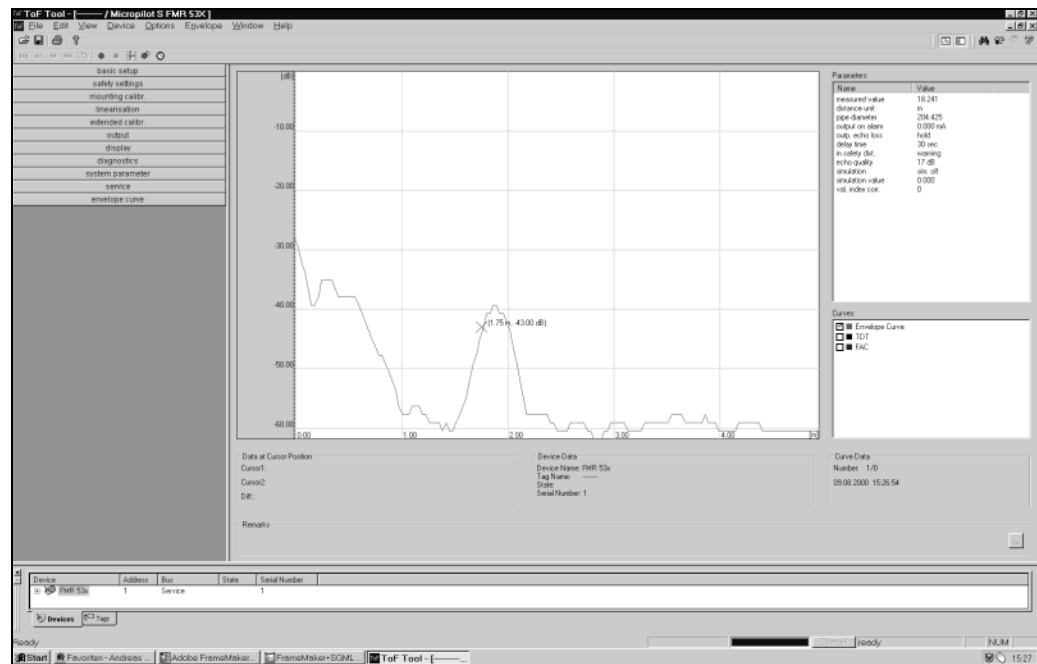 ToF Tool - [------ / Micropilot S FMR 53X]
File Edit View Device Options Envelope Window Help
basic setup
safety settings
mounting calibr.
linearisation
extended calibr.
output
display
diagnostics
system parameter
service
envelope curve
[dB]
-10.00
-20.00
-30.00
-40.00
-50.00
-60.00
0.00 1.00 2.00 3.00 4.00 [m]
(1.75 m, -43.00 dB)
Parameters:
Name Value
measured value 18.241
distance unit m
pipe diameter 204.425
output on alarm 0.000 mA
outp. echo loss hold
delay time 30 sec
in safety dist. warning
echo quality 17 dB
simulation sim. off
simulation value 0.000
val. index corr. 0
Curves:
Envelope Curve
TDT
FAC
Data at Cursor Position
Cursor1:
Cursor2:
Diff.:
Device Data
Device Name: FMR 53x
Tag Name: ------
State:
Serial Number: 1
Curve Data
Number: 1/0
09.08.2000 15:26:54
Remarks
...
Device Address Bus State Serial Number
FMR 53x 1 Service 1
Devices Tags
Ready Cancel ready NUM
Start Favoriten - Andreas ... Adobe FrameMaker... FrameMaker+SGML ... ToF Tool - [------... 15:27